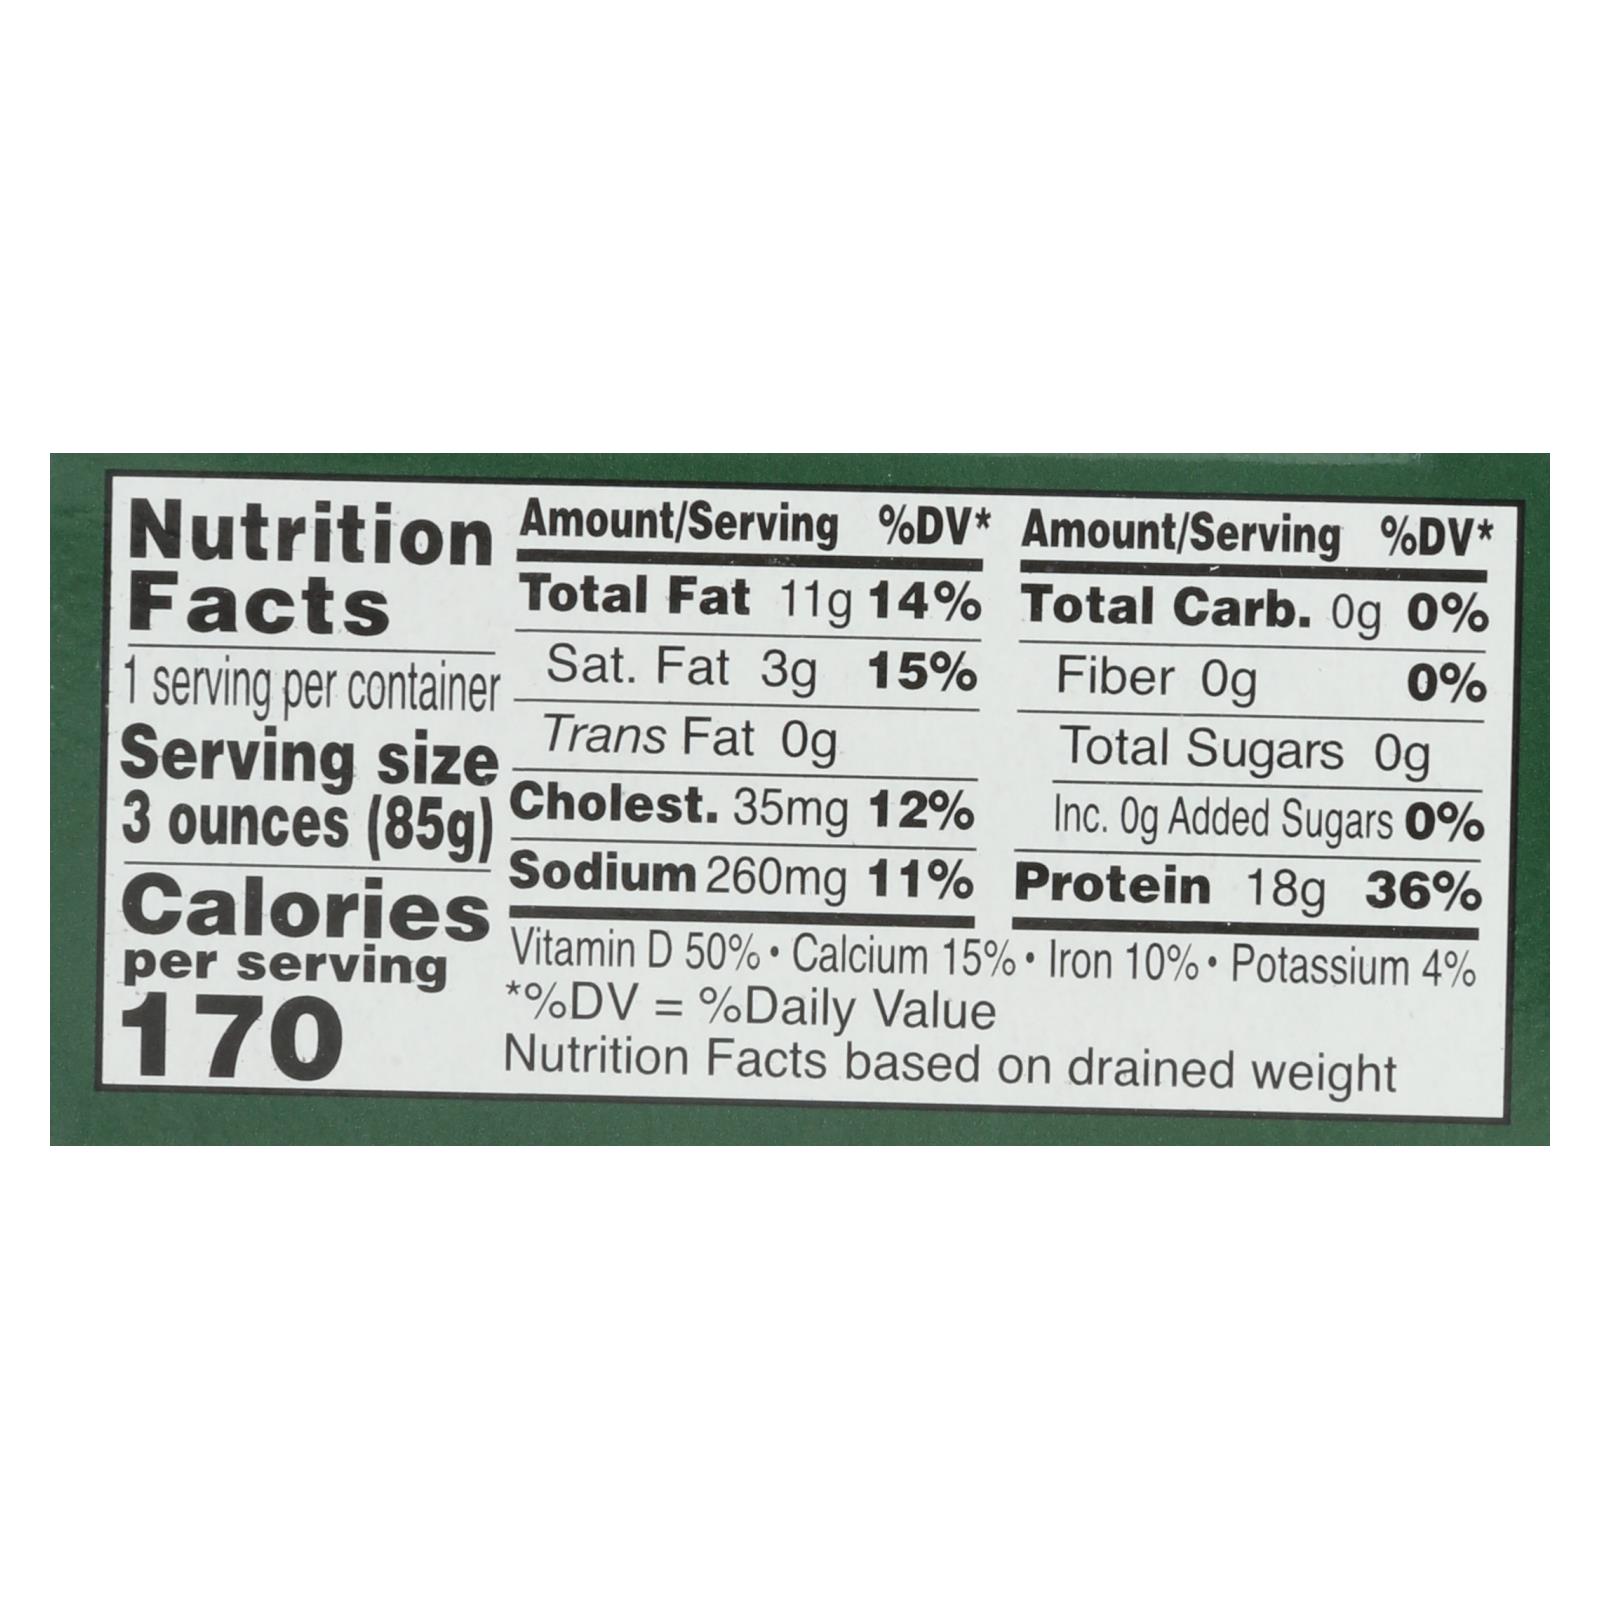 Nutrition
Facts
1 serving per container
Serving size
3 ounces (85g)
Calories
per serving
170
Amount/Serving %DV*
Total Fat 11g 14%
Sat. Fat 3g 15%
Trans Fat 0g
Cholest. 35mg 12%
Sodium 260mg 11%
Amount/Serving %DV*
Total Carb. 0g 0%
Fiber 0g 0%
Total Sugars 0g
Inc. 0g Added Sugars 0%
Protein 18g 36%
Vitamin D 50% • Calcium 15% • Iron 10% • Potassium 4%
*%DV = %Daily Value
Nutrition Facts based on drained weight